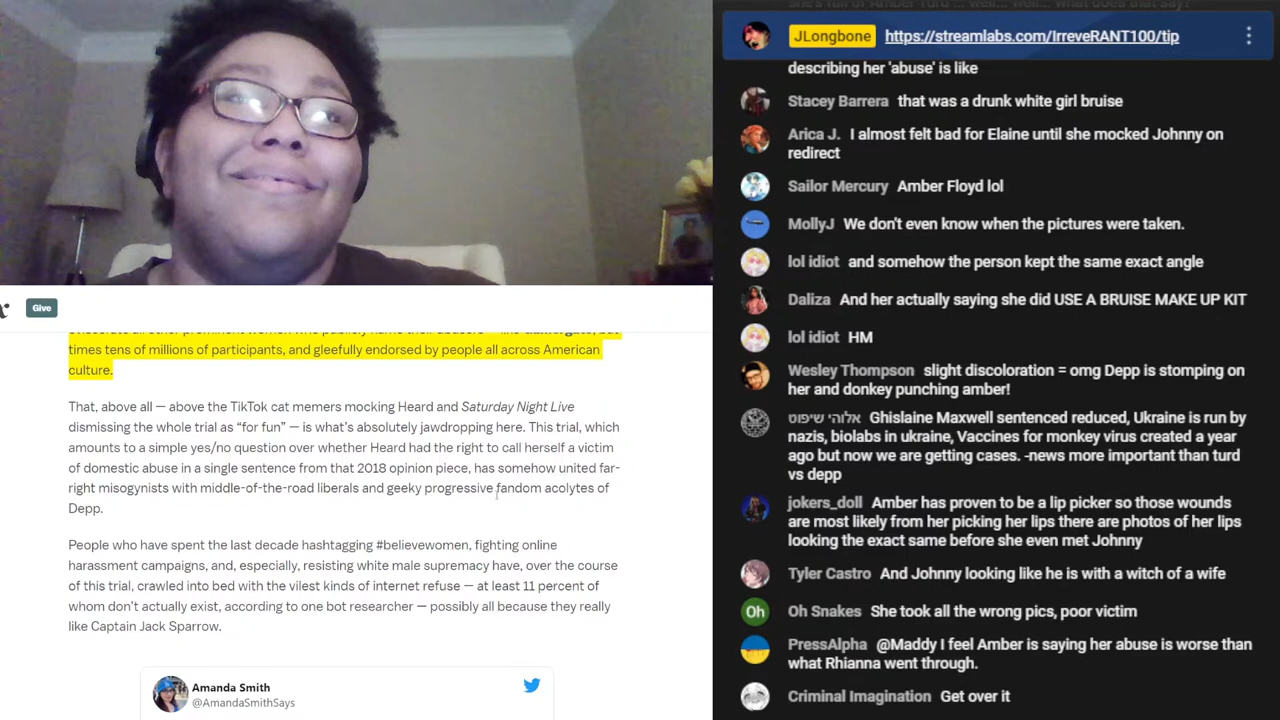 r
Give
times tens of millions of participants, and gleefully endorsed by people all across American
culture.
That, above all — above the TikTok cat memers mocking Heard and Saturday Night Live
dismissing the whole trial as “for fun” — is what’s absolutely jawdropping here. This trial, which
amounts to a simple yes/no question over whether Heard had the right to call herself a victim
of domestic abuse in a single sentence from that 2018 opinion piece, has somehow united far-
right misogynists with middle-of-the-road liberals and geeky progressive fandom acolytes of
Depp.
People who have spent the last decade hashtagging #believewomen, fighting online
harassment campaigns, and, especially, resisting white male supremacy have, over the course
of this trial, crawled into bed with the vilest kinds of internet refuse — at least 11 percent of
whom don’t actually exist, according to one bot researcher — possibly all because they really
like Captain Jack Sparrow.
Amanda Smith
@AmandaSmithSays
JLongbone https://streamlabs.com/IrreveRANT100/tip
describing her 'abuse' is like
Stacey Barrera that was a drunk white girl bruise
Arica J. I almost felt bad for Elaine until she mocked Johnny on
redirect
Sailor Mercury Amber Floyd lol
MollyJ We don't even know when the pictures were taken.
lol idiot and somehow the person kept the same exact angle
Daliza And her actually saying she did USE A BRUISE MAKE UP KIT
lol idiot HM
Wesley Thompson slight discoloration = omg Depp is stomping on
her and donkey punching amber!
אלוהי שיפוט Ghislaine Maxwell sentenced reduced, Ukraine is run by
nazis, biolabs in ukraine, Vaccines for monkey virus created a year
ago but now we are getting cases. -news more important than turd
vs depp
jokers_doll Amber has proven to be a lip picker so those wounds
are most likely from her picking her lips there are photos of her lips
looking the exact same before she even met Johnny
Tyler Castro And Johnny looking like he is with a witch of a wife
Oh
Oh Snakes She took all the wrong pics, poor victim
PressAlpha @Maddy I feel Amber is saying her abuse is worse than
what Rhianna went through.
Criminal Imagination Get over it